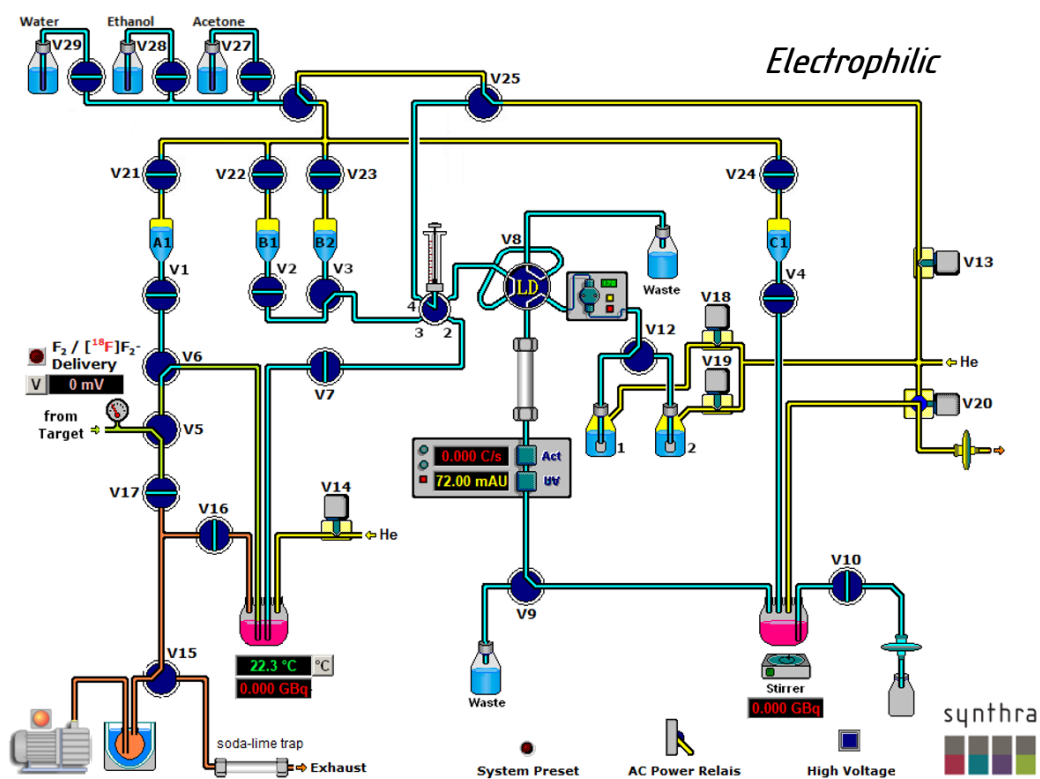 Water Ethanol Acetone
Electrophilic
V29 V28 V27
V25
V21 V22 V23 V24
A1 B1 B2 C1
V8
V1 V2 V3 V4
LD
Waste
V13
4
3 2
V18
V12
F₂ / [¹⁸F]F₂-
Delivery
V6
V 0 mV
V7
V19
He
V20
from
Target
V5
1 2
0.000 C/s Act
72.00 mAU UV
V17
V16
V14
He
V10
V9
V15
22.3 °C °C
0.000 GBq
Waste
Stirrer
0.000 GBq
synthra
soda-lime trap
Exhaust
System Preset
AC Power Relais
High Voltage